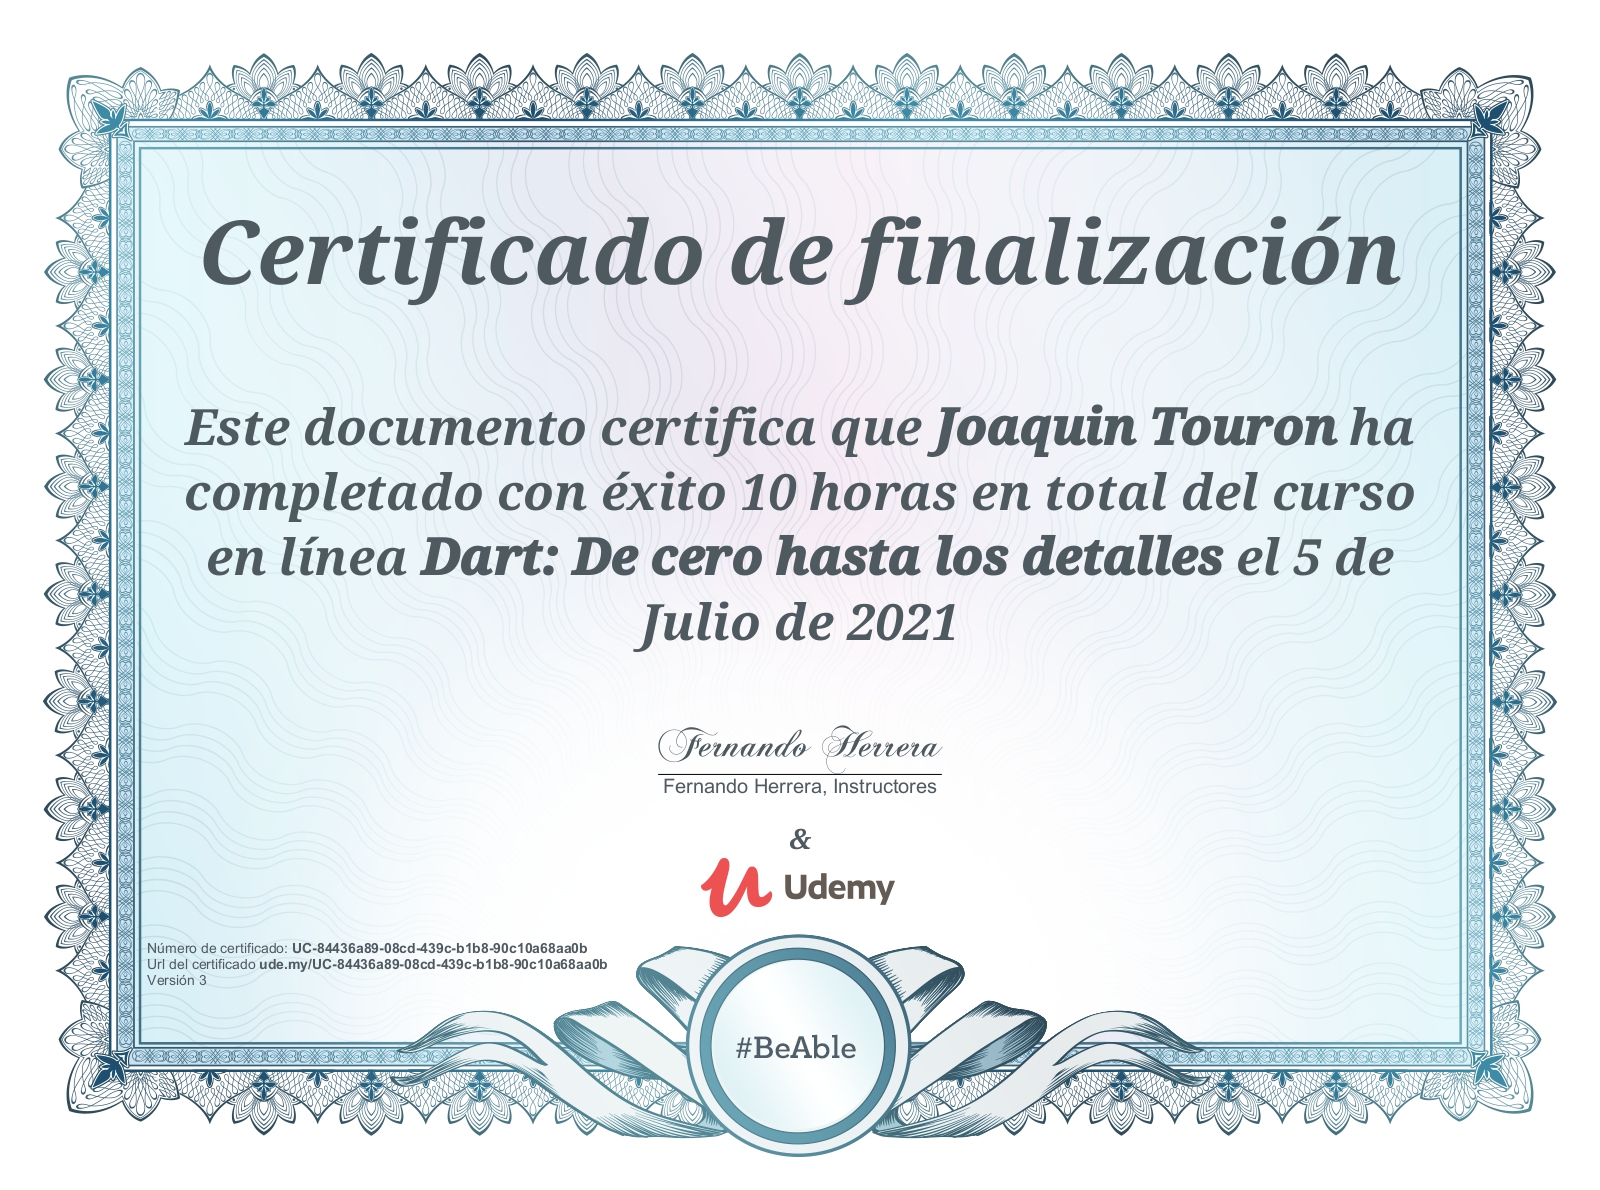 Certificado de finalización
Este documento certifica que Joaquin Touron ha
completado con éxito 10 horas en total del curso
en línea Dart: De cero hasta los detalles el 5 de
Julio de 2021
Fernando Herrera
Fernando Herrera, Instructores
&
Udemy
Número de certificado: UC-84436a89-08cd-439c-b1b8-90c10a68aa0b
Url del certificado ude.my/UC-84436a89-08cd-439c-b1b8-90c10a68aa0b
Versión 3
#BeAble